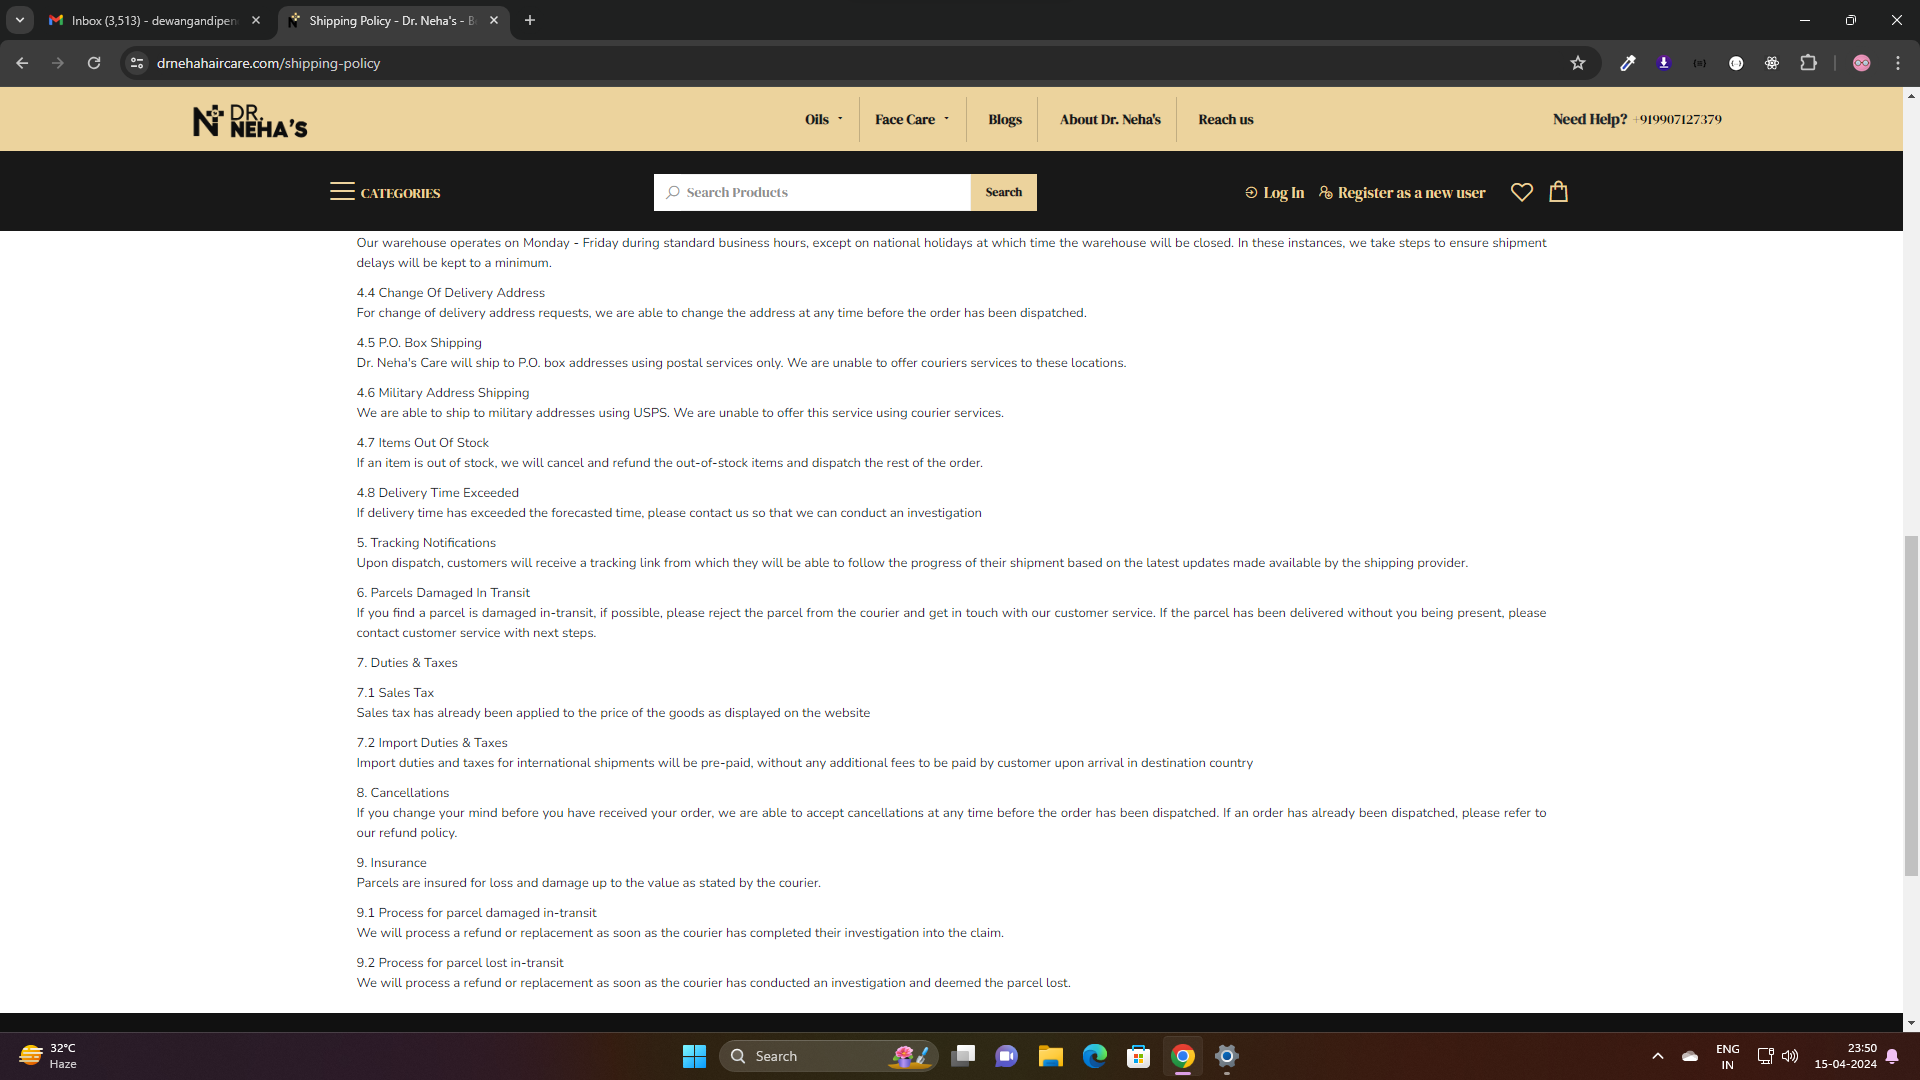 Inbox (3,513) - dewangandipen
Shipping Policy - Dr. Neha's - B
drnehahaircare.com/shipping-policy
DR. NEHA'S
Oils
Face Care
Blogs
About Dr. Neha's
Reach us
Need Help? +919907127379
CATEGORIES
Search Products
Search
Log In
Register as a new user
Our warehouse operates on Monday - Friday during standard business hours, except on national holidays at which time the warehouse will be closed. In these instances, we take steps to ensure shipment
delays will be kept to a minimum.
4.4 Change Of Delivery Address
For change of delivery address requests, we are able to change the address at any time before the order has been dispatched.
4.5 P.O. Box Shipping
Dr. Neha's Care will ship to P.O. box addresses using postal services only. We are unable to offer couriers services to these locations.
4.6 Military Address Shipping
We are able to ship to military addresses using USPS. We are unable to offer this service using courier services.
4.7 Items Out Of Stock
If an item is out of stock, we will cancel and refund the out-of-stock items and dispatch the rest of the order.
4.8 Delivery Time Exceeded
If delivery time has exceeded the forecasted time, please contact us so that we can conduct an investigation
5. Tracking Notifications
Upon dispatch, customers will receive a tracking link from which they will be able to follow the progress of their shipment based on the latest updates made available by the shipping provider.
6. Parcels Damaged In Transit
If you find a parcel is damaged in-transit, if possible, please reject the parcel from the courier and get in touch with our customer service. If the parcel has been delivered without you being present, please
contact customer service with next steps.
7. Duties & Taxes
7.1 Sales Tax
Sales tax has already been applied to the price of the goods as displayed on the website
7.2 Import Duties & Taxes
Import duties and taxes for international shipments will be pre-paid, without any additional fees to be paid by customer upon arrival in destination country
8. Cancellations
If you change your mind before you have received your order, we are able to accept cancellations at any time before the order has been dispatched. If an order has already been dispatched, please refer to
our refund policy.
9. Insurance
Parcels are insured for loss and damage up to the value as stated by the courier.
9.1 Process for parcel damaged in-transit
We will process a refund or replacement as soon as the courier has completed their investigation into the claim.
9.2 Process for parcel lost in-transit
We will process a refund or replacement as soon as the courier has conducted an investigation and deemed the parcel lost.
32°C
Haze
Search
ENG
IN
23:50
15-04-2024